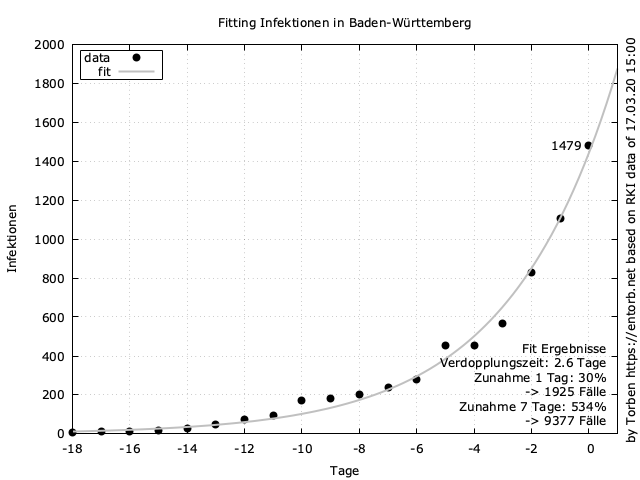 Fitting Infektionen in Baden-Württemberg
data
fit
2000
1800
1600
1400
1200
1000
800
600
400
200
0
Infektionen
1479
Fit Ergebnisse
Verdopplungszeit: 2.6 Tage
Zunahme 1 Tag: 30%
-> 1925 Fälle
Zunahme 7 Tage: 534%
-> 9377 Fälle
-18 -16 -14 -12 -10 -8 -6 -4 -2 0
Tage
by Torben https://entorb.net based on RKI data of 17.03.20 15:00